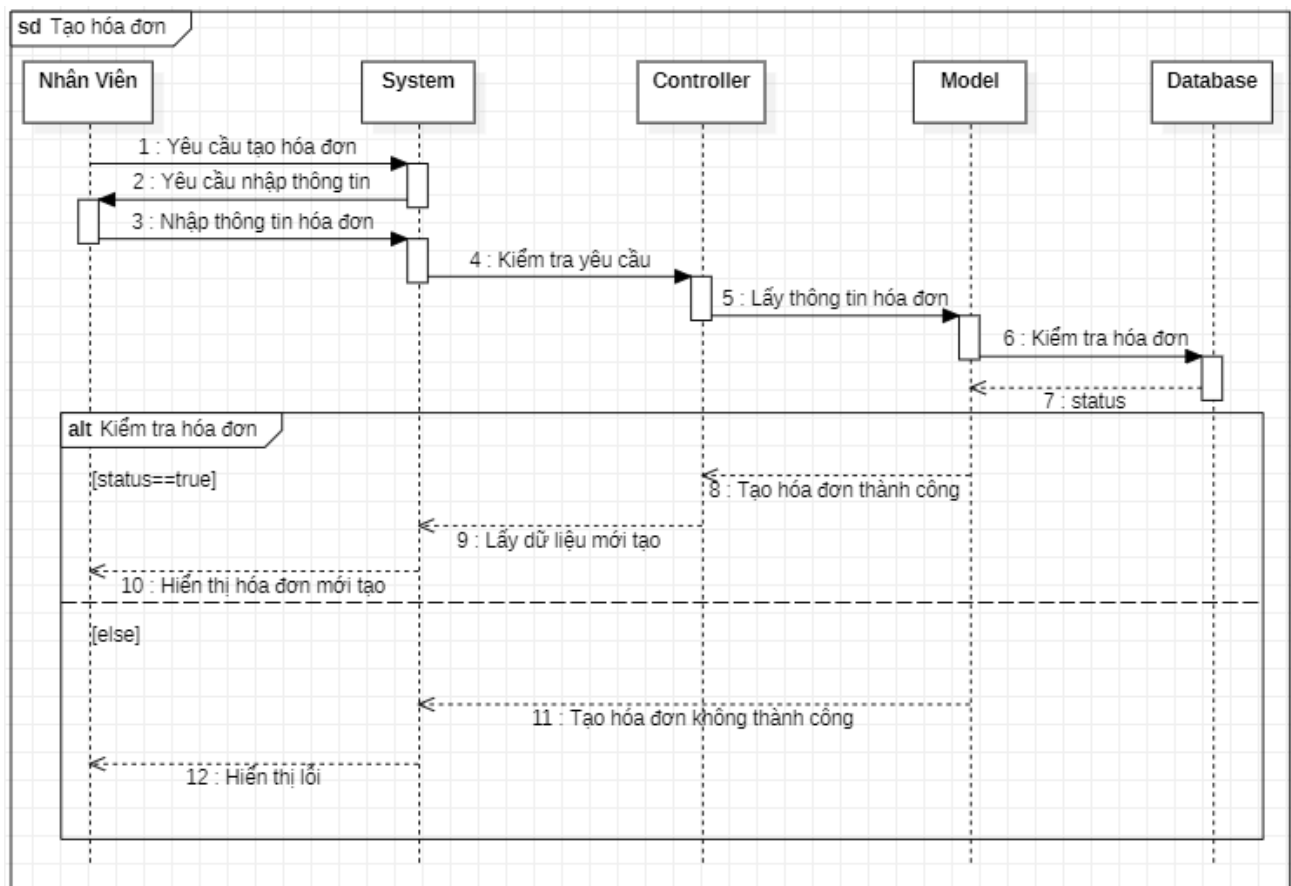 sd Tạo hóa đơn
Nhân Viên
System
Controller
Model
Database
1 : Yêu cầu tạo hóa đơn
2 : Yêu cầu nhập thông tin
3 : Nhập thông tin hóa đơn
4 : Kiểm tra yêu cầu
5 : Lấy thông tin hóa đơn
6 : Kiểm tra hóa đơn
7 : status
alt Kiểm tra hóa đơn
[status==true]
8 : Tạo hóa đơn thành công
9 : Lấy dữ liệu mới tạo
10 : Hiển thị hóa đơn mới tạo
[else]
11 : Tạo hóa đơn không thành công
12 : Hiển thị lỗi